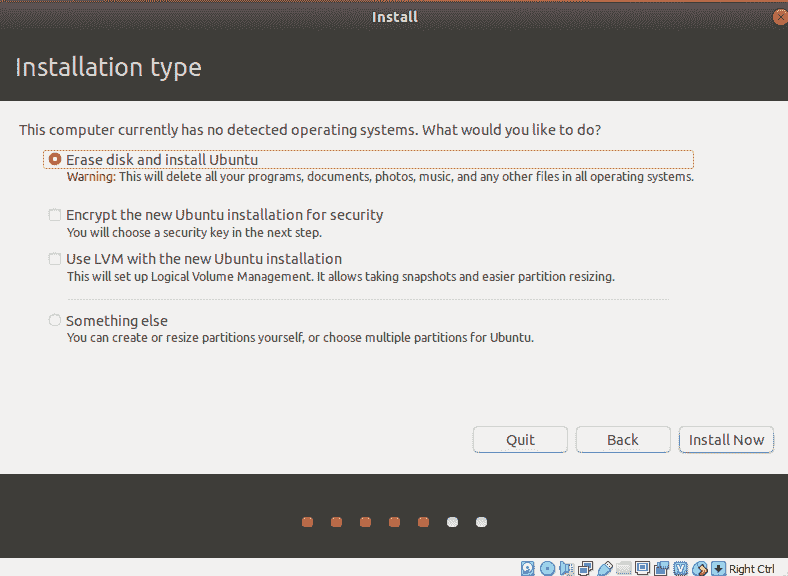 Install
Installation type
This computer currently has no detected operating systems. What would you like to do?
Erase disk and install Ubuntu
Warning: This will delete all your programs, documents, photos, music, and any other files in all operating systems.
Encrypt the new Ubuntu installation for security
You will choose a security key in the next step.
Use LVM with the new Ubuntu installation
This will set up Logical Volume Management. It allows taking snapshots and easier partition resizing.
Something else
You can create or resize partitions yourself, or choose multiple partitions for Ubuntu.
Quit Back Install Now
Right Ctrl